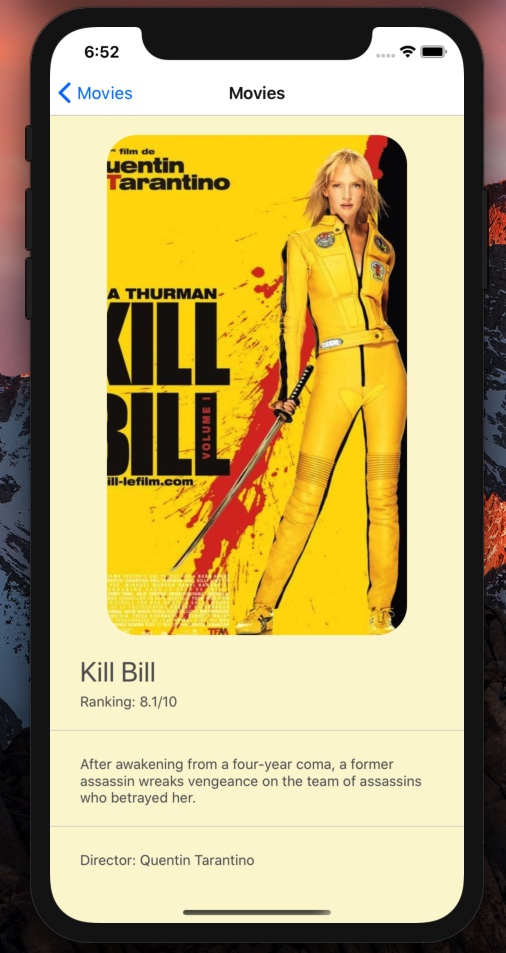 6:52
Movies
Movies
film de
uentin
Tarantino
A THURMAN
KILL
BILL
VOLUME I
ill-lefilm.com
TFM
Kill Bill
Ranking: 8.1/10
After awakening from a four-year coma, a former
assassin wreaks vengeance on the team of assassins
who betrayed her.
Director: Quentin Tarantino